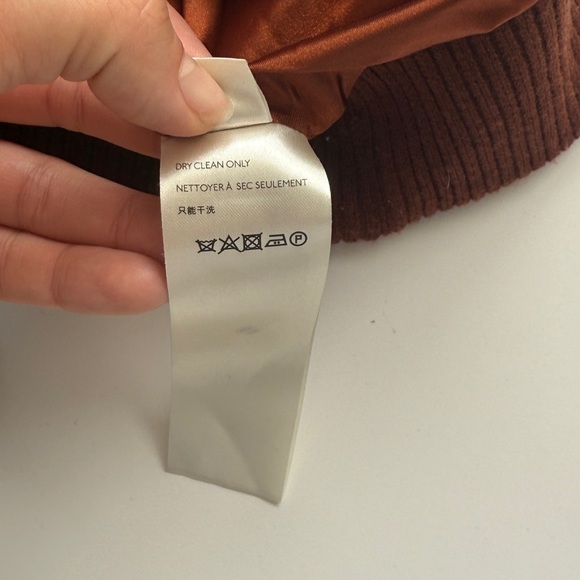 DRY CLEAN ONLY
NETTOYER À SEC SEULEMENT
只能干洗
P